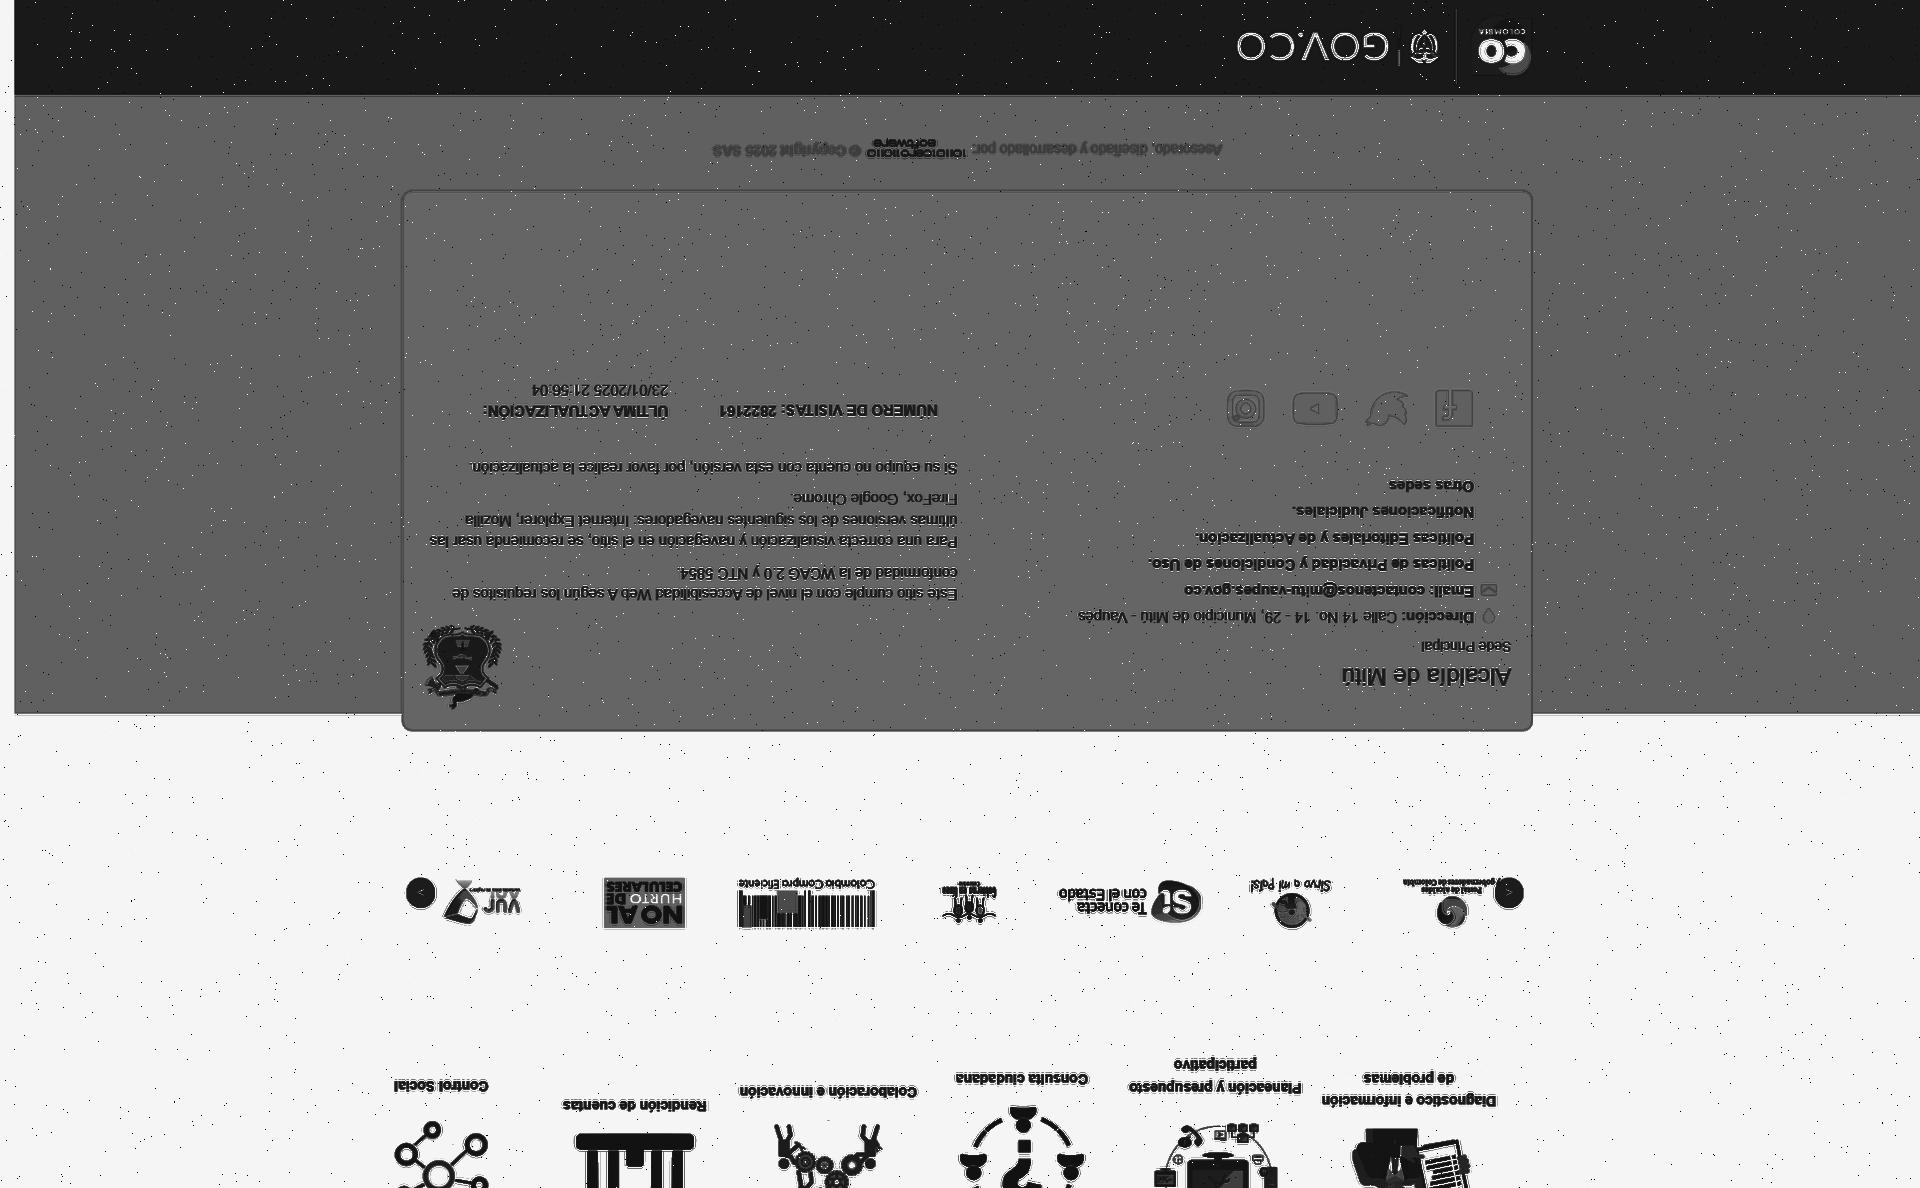 Diagnostico e información
de problemas
Planeación y presupuesto
participativo
Consulta ciudadana
Colaboración e innovación
Rendición de cuentas
Control Social
Sirvo a mi País!
Sí
Te conecta
con el Estado
Colombia Compra Eficiente
NO AL
HURTO DE
CELULARES
VUR
Alcaldía de Mitú
Sede Principal
Dirección: Calle 14 No. 14 - 29, Municipio de Mitú - Vaupés
Email: contactenos@mitu-vaupes.gov.co
Políticas de Privacidad y Condiciones de Uso.
Políticas Editoriales y de Actualización.
Notificaciones Judiciales.
Otras sedes
Este sitio cumple con el nivel de Accesibilidad Web A según los requisitos de
conformidad de la WCAG 2.0 y NTC 5854.
Para una correcta visualización y navegación en el sitio, se recomienda usar las
últimas versiones de los siguientes navegadores: Internet Explorer, Mozilla
FireFox, Google Chrome.
Si su equipo no cuenta con esta versión, por favor realice la actualización.
NÚMERO DE VISITAS: 2822161
ÚLTIMA ACTUALIZACIÓN:
23/01/2025 21:56:04
Asesorado, diseñado y desarrollado por: software © Copyright 2025 SAS
CO
COLOMBIA
GOV.CO